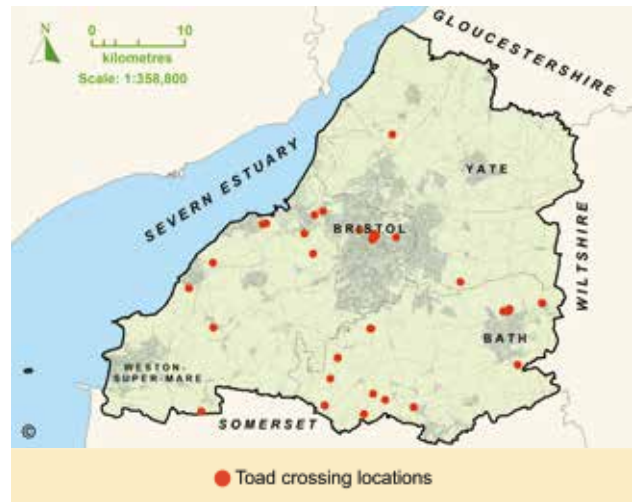 N
0 10
kilometres
Scale: 1:358,800
GLOUCESTERSHIRE
SEVERN ESTUARY
YATE
BRISTOL
WILTSHIRE
BATH
WESTON-
SUPER-MARE
SOMERSET
©
Toad crossing locations